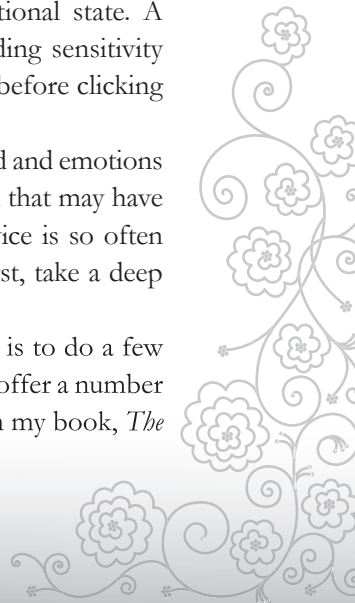 tional state. A
ding sensitivity
before clicking
d and emotions
that may have
vice is so often
st, take a deep
is to do a few
offer a number
n my book, The